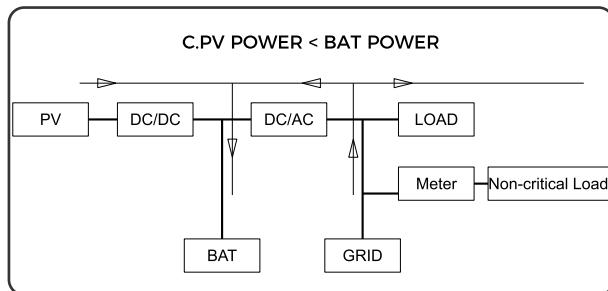 C.PV POWER < BAT POWER
PV
DC/DC
DC/AC
LOAD
Meter
Non-critical Load
BAT
GRID